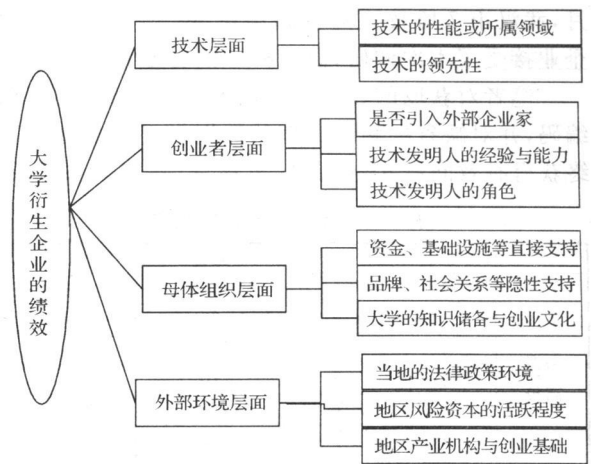 大学衍生企业的绩效
技术层面
技术的性能或所属领域
技术的领先性
创业者层面
是否引入外部企业家
技术发明人的经验与能力
技术发明人的角色
母体组织层面
资金、基础设施等直接支持
品牌、社会关系等隐性支持
大学的知识储备与创业文化
外部环境层面
当地的法律政策环境
地区风险资本的活跃程度
地区产业机构与创业基础